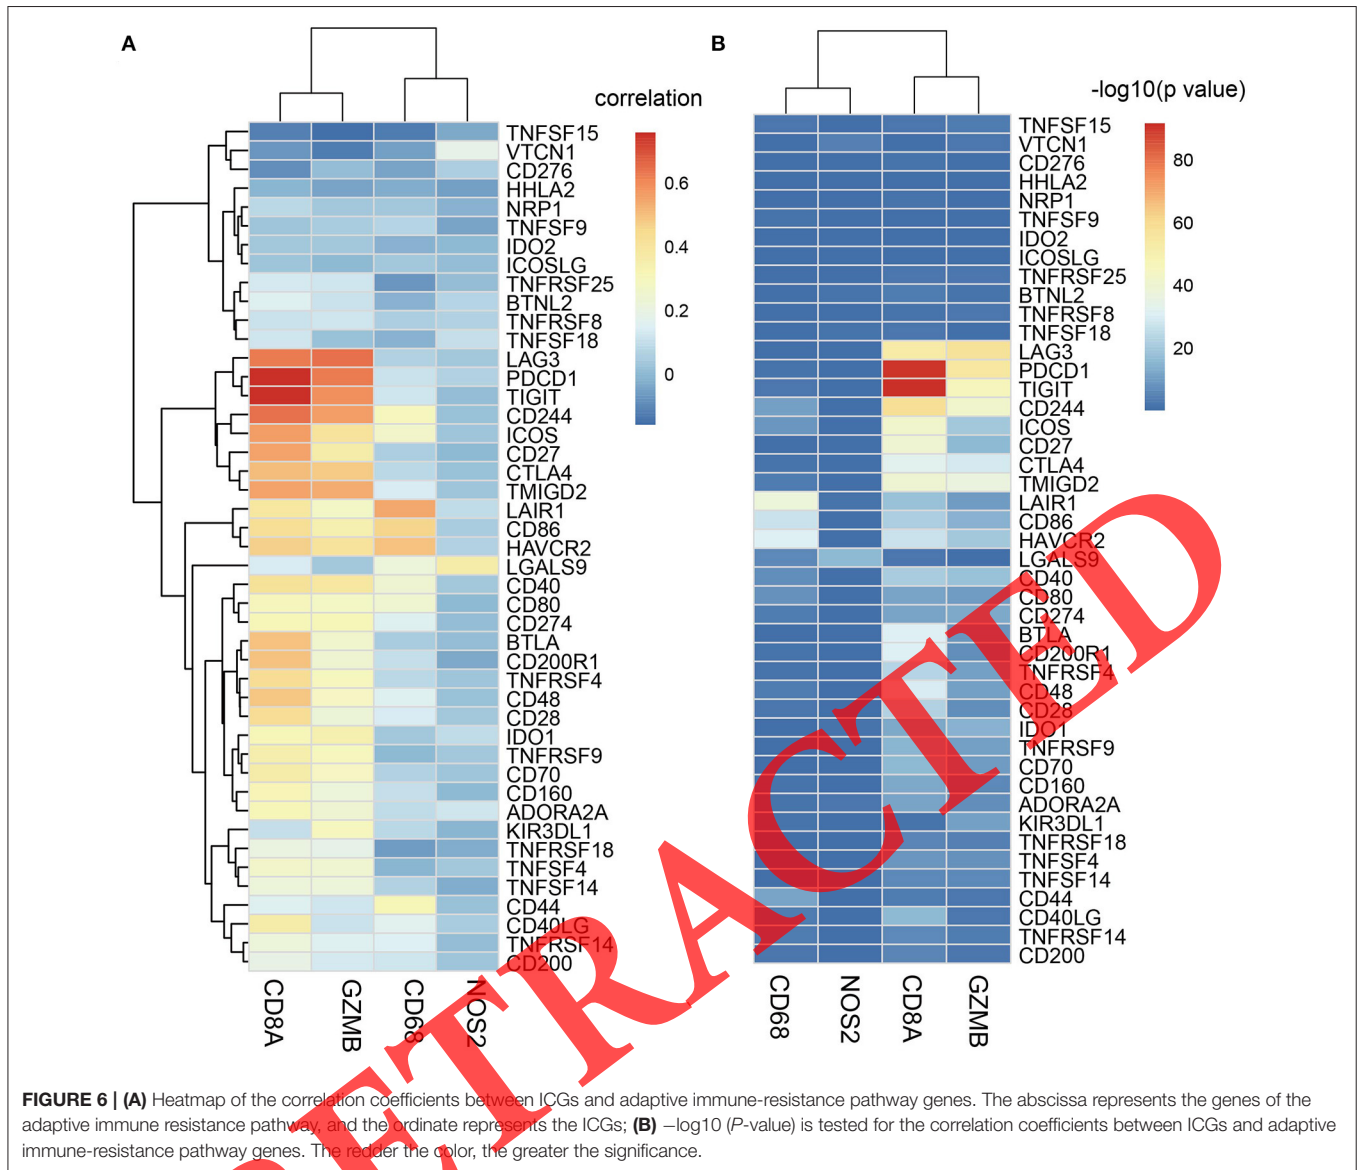 A
B
correlation
-log10(p value)
0.6
0.4
0.2
0
80
60
40
20
TNFSF15
VTCN1
CD276
HHLA2
NRP1
TNFSF9
IDO2
ICOSLG
TNFRSF25
BTNL2
TNFRSF8
TNFSF18
LAG3
PDCD1
TIGIT
CD244
ICOS
CD27
CTLA4
TMIGD2
LAIR1
CD86
HAVCR2
LGALS9
CD40
CD80
CD274
BTLA
CD200R1
TNFRSF4
CD48
CD28
IDO1
TNFRSF9
CD70
CD160
ADORA2A
KIR3DL1
TNFRSF18
TNFSF4
TNFSF14
CD44
CD40LG
TNFRSF14
CD200
CD8A
GZMB
CD68
NOS2
TNFSF15
VTCN1
CD276
HHLA2
NRP1
TNFSF9
IDO2
ICOSLG
TNFRSF25
BTNL2
TNFRSF8
TNFSF18
LAG3
PDCD1
TIGIT
CD244
ICOS
CD27
CTLA4
TMIGD2
LAIR1
CD86
HAVCR2
LGALS9
CD40
CD80
CD274
BTLA
CD200R1
TNFRSF4
CD48
CD28
IDO1
TNFRSF9
CD70
CD160
ADORA2A
KIR3DL1
TNFRSF18
TNFSF4
TNFSF14
CD44
CD40LG
TNFRSF14
CD200
CD68
NOS2
CD8A
GZMB
RETRACTED
FIGURE 6 | (A) Heatmap of the correlation coefficients between ICGs and adaptiva immune-resistance pathway genes. The abscissa represents the genes of the
adaptive immune resistance pathway, and the ordinate represents the ICGs; (B) −log10 (P-value) is tested for the correlation coefficients between ICGs and adaptive
immune-resistance pathway genes. The redder the color, the greater the significance.